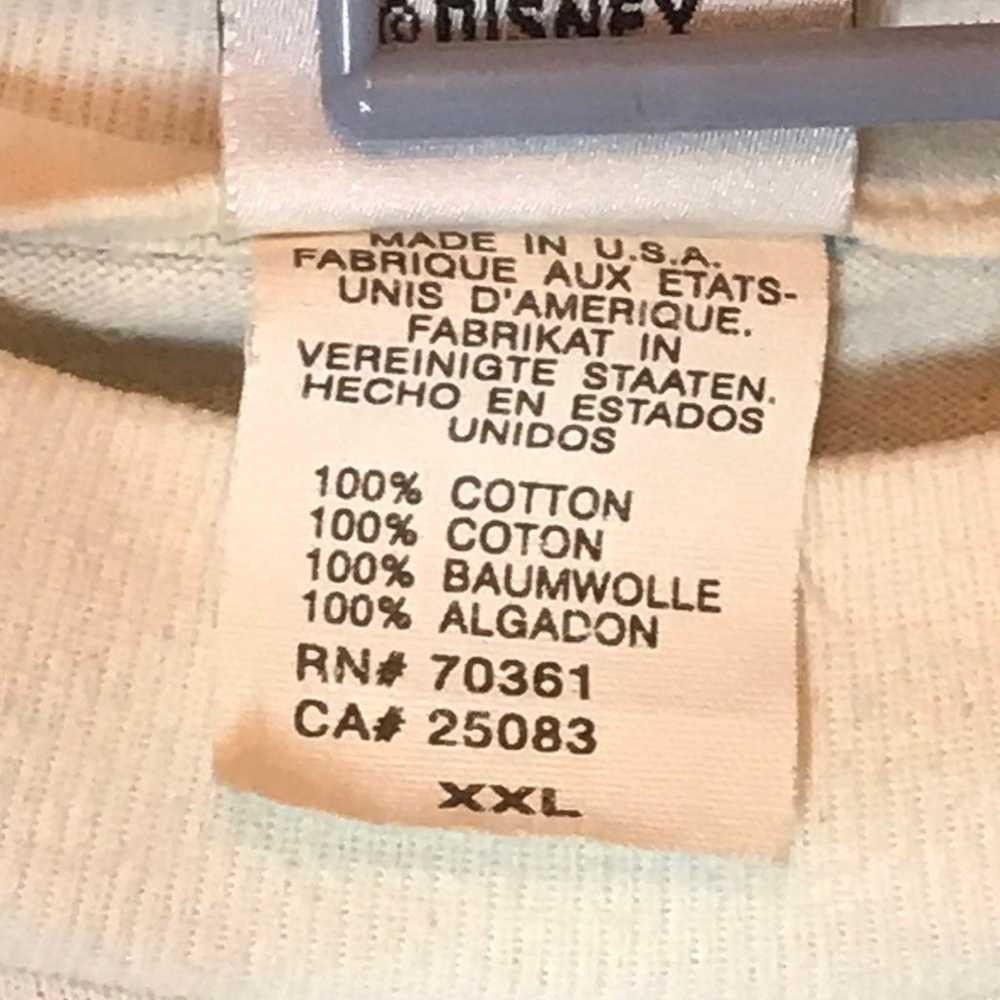 ©DISNEY
MADE IN U.S.A.
FABRIQUE AUX ETATS-
UNIS D'AMERIQUE.
FABRIKAT IN
VEREINIGTE STAATEN.
HECHO EN ESTADOS
UNIDOS
100% COTTON
100% COTON
100% BAUMWOLLE
100% ALGADON
RN# 70361
CA# 25083
XXL